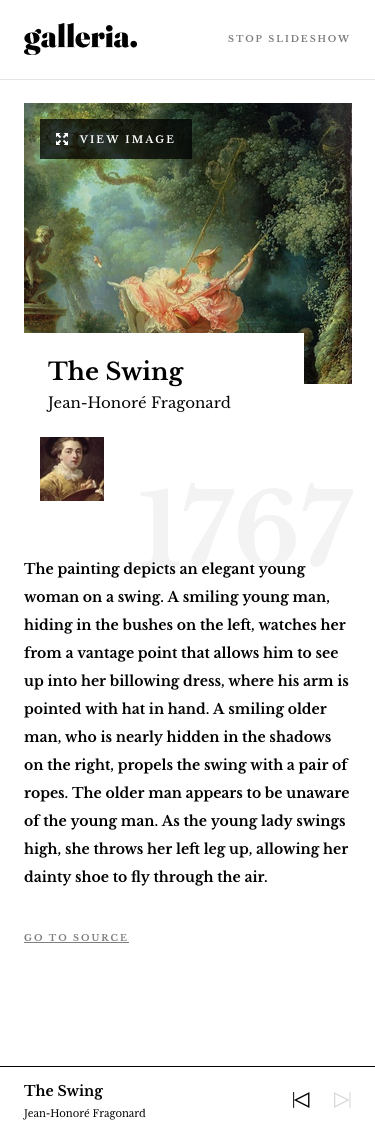 galleria.
STOP SLIDESHOW
VIEW IMAGE
The Swing
Jean-Honoré Fragonard
1767
The painting depicts an elegant young
woman on a swing. A smiling young man,
hiding in the bushes on the left, watches her
from a vantage point that allows him to see
up into her billowing dress, where his arm is
pointed with hat in hand. A smiling older
man, who is nearly hidden in the shadows
on the right, propels the swing with a pair of
ropes. The older man appears to be unaware
of the young man. As the young lady swings
high, she throws her left leg up, allowing her
dainty shoe to fly through the air.
GO TO SOURCE
The Swing
Jean-Honoré Fragonard